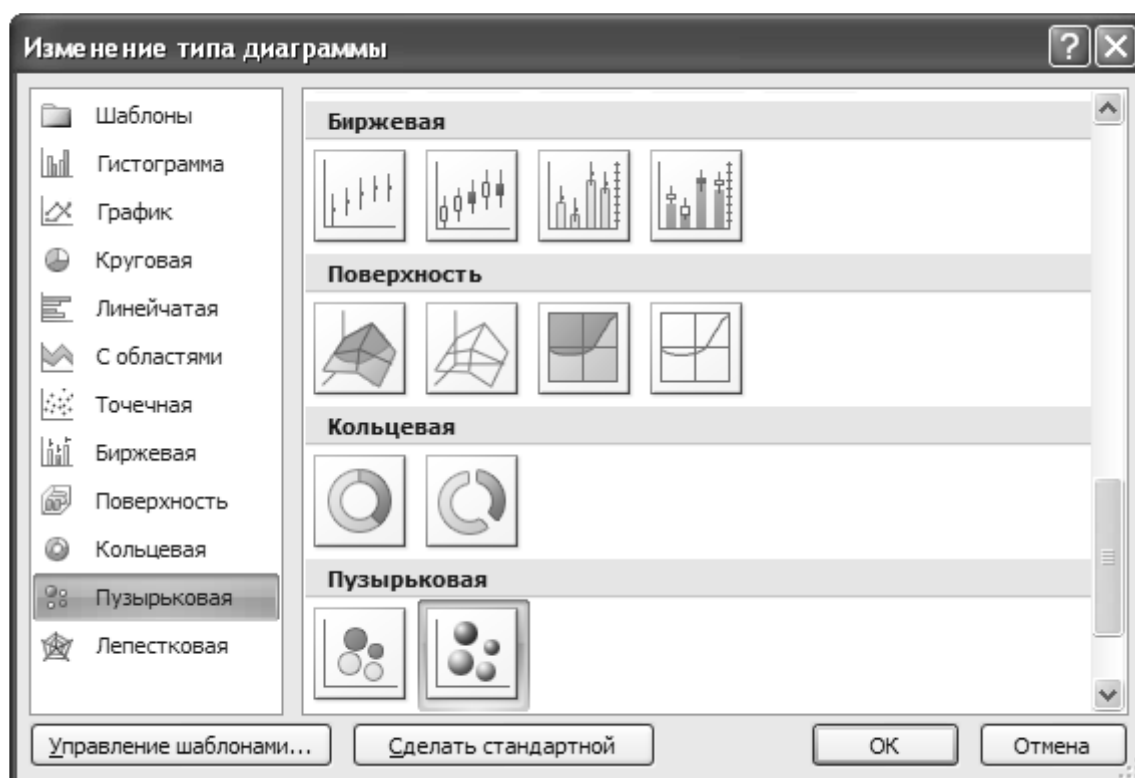 Изменение типа диаграммы
Шаблоны
Гистограмма
График
Круговая
Линейчатая
С областями
Точечная
Биржевая
Поверхность
Кольцевая
Пузырьковая
Лепестковая
Биржевая
Поверхность
Кольцевая
Пузырьковая
Управление шаблонами...
Сделать стандартной
ОК
Отмена